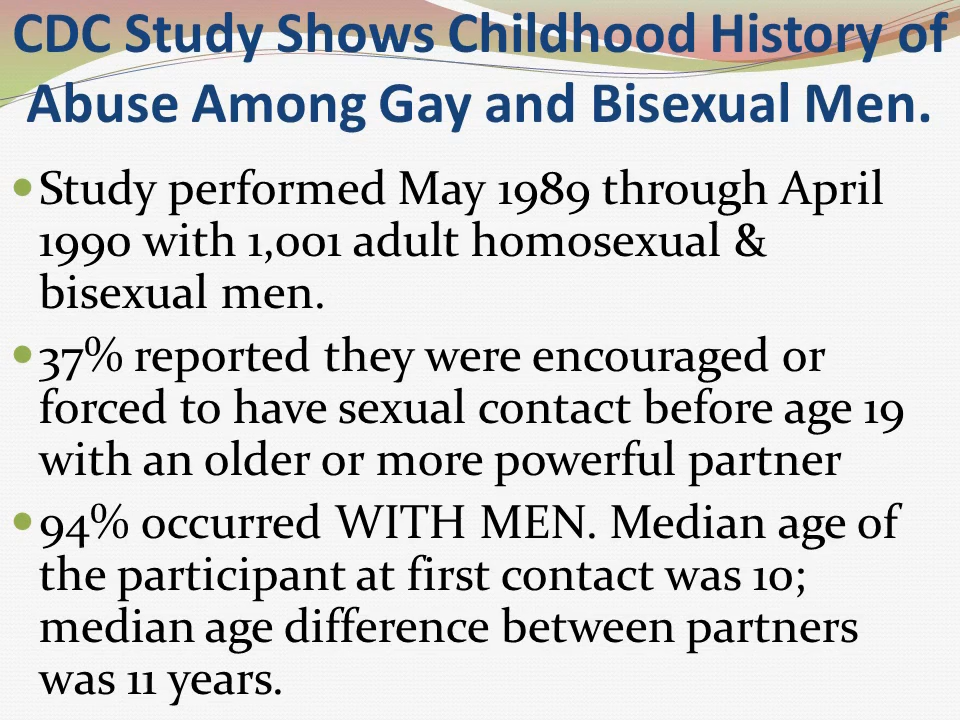 CDC Study Shows Childhood History of
Abuse Among Gay and Bisexual Men.
• Study performed May 1989 through April
1990 with 1,001 adult homosexual &
bisexual men.
• 37% reported they were encouraged or
forced to have sexual contact before age 19
with an older or more powerful partner
• 94% occurred WITH MEN. Median age of
the participant at first contact was 10;
median age difference between partners
was 11 years.